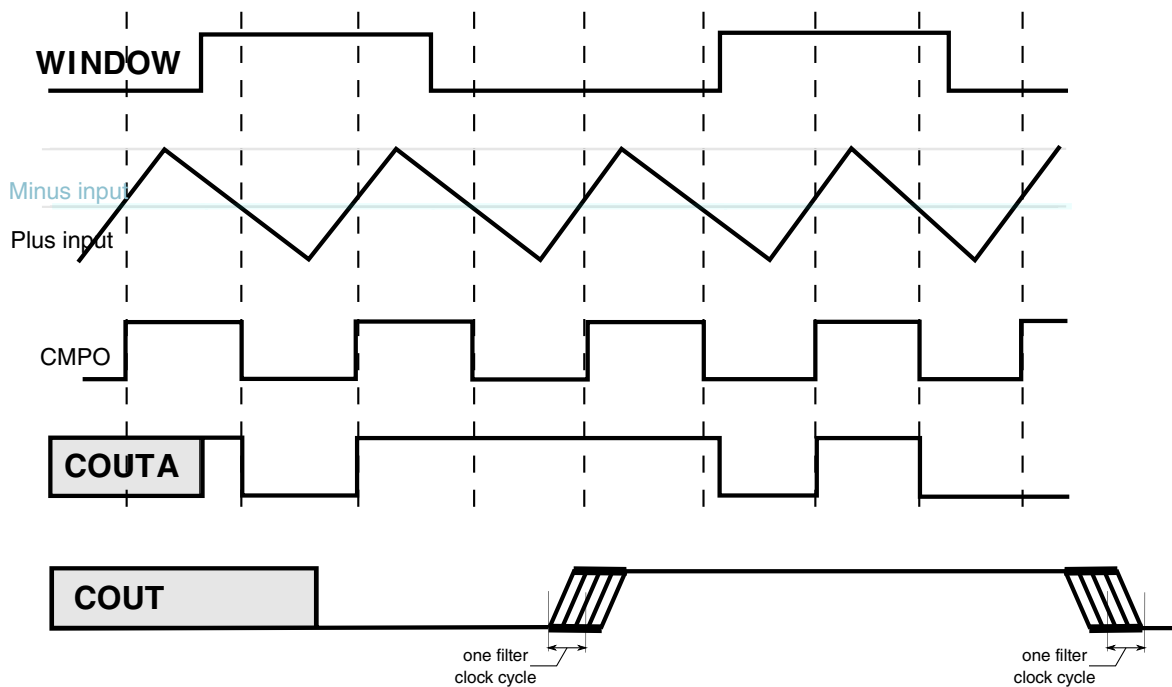 WINDOW
Minus input
Plus input
CMPO
COUTA
COUT
one filter
clock cycle
one filter
clock cycle